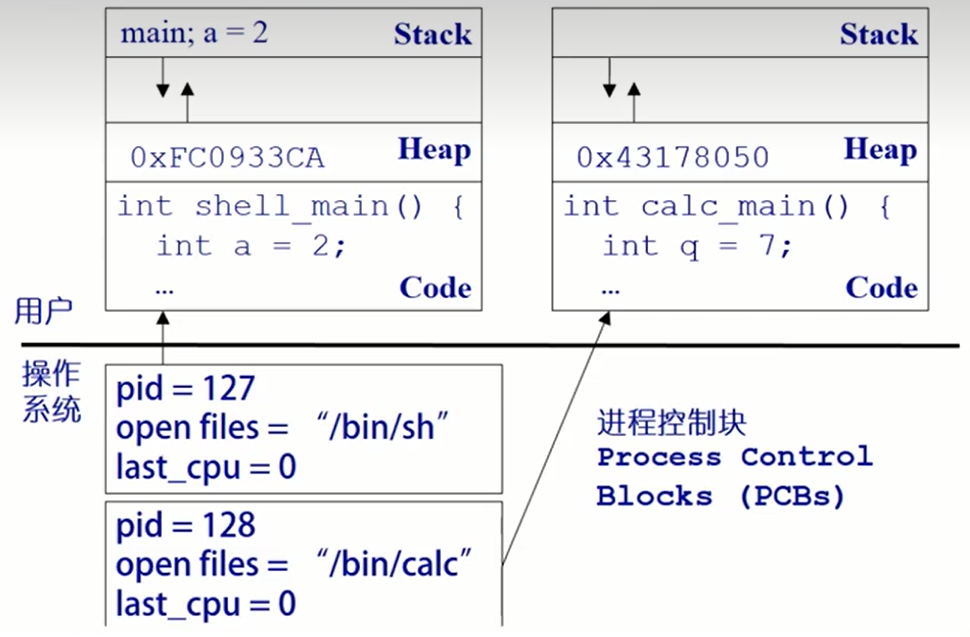 main; a = 2
Stack
0xFC0933CA
Heap
int shell_main() {
int a = 2;
...
Code
Stack
0x43178050
Heap
int calc_main() {
int q = 7;
...
Code
用户
操作
系统
pid = 127
open files = “/bin/sh”
last_cpu = 0
pid = 128
open files = “/bin/calc”
last_cpu = 0
进程控制块
Process Control
Blocks (PCBs)